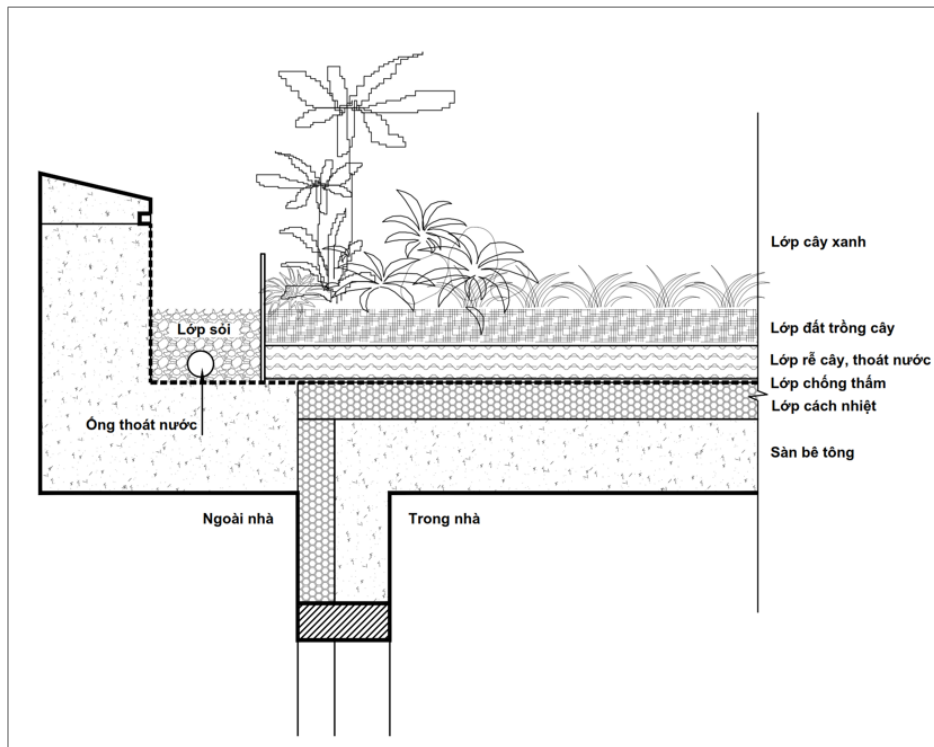 Lớp cây xanh
Lớp sỏi
Lớp đất trồng cây
Lớp rễ cây, thoát nước
Lớp chống thấm
Lớp cách nhiệt
Ống thoát nước
Sàn bê tông
Ngoài nhà
Trong nhà